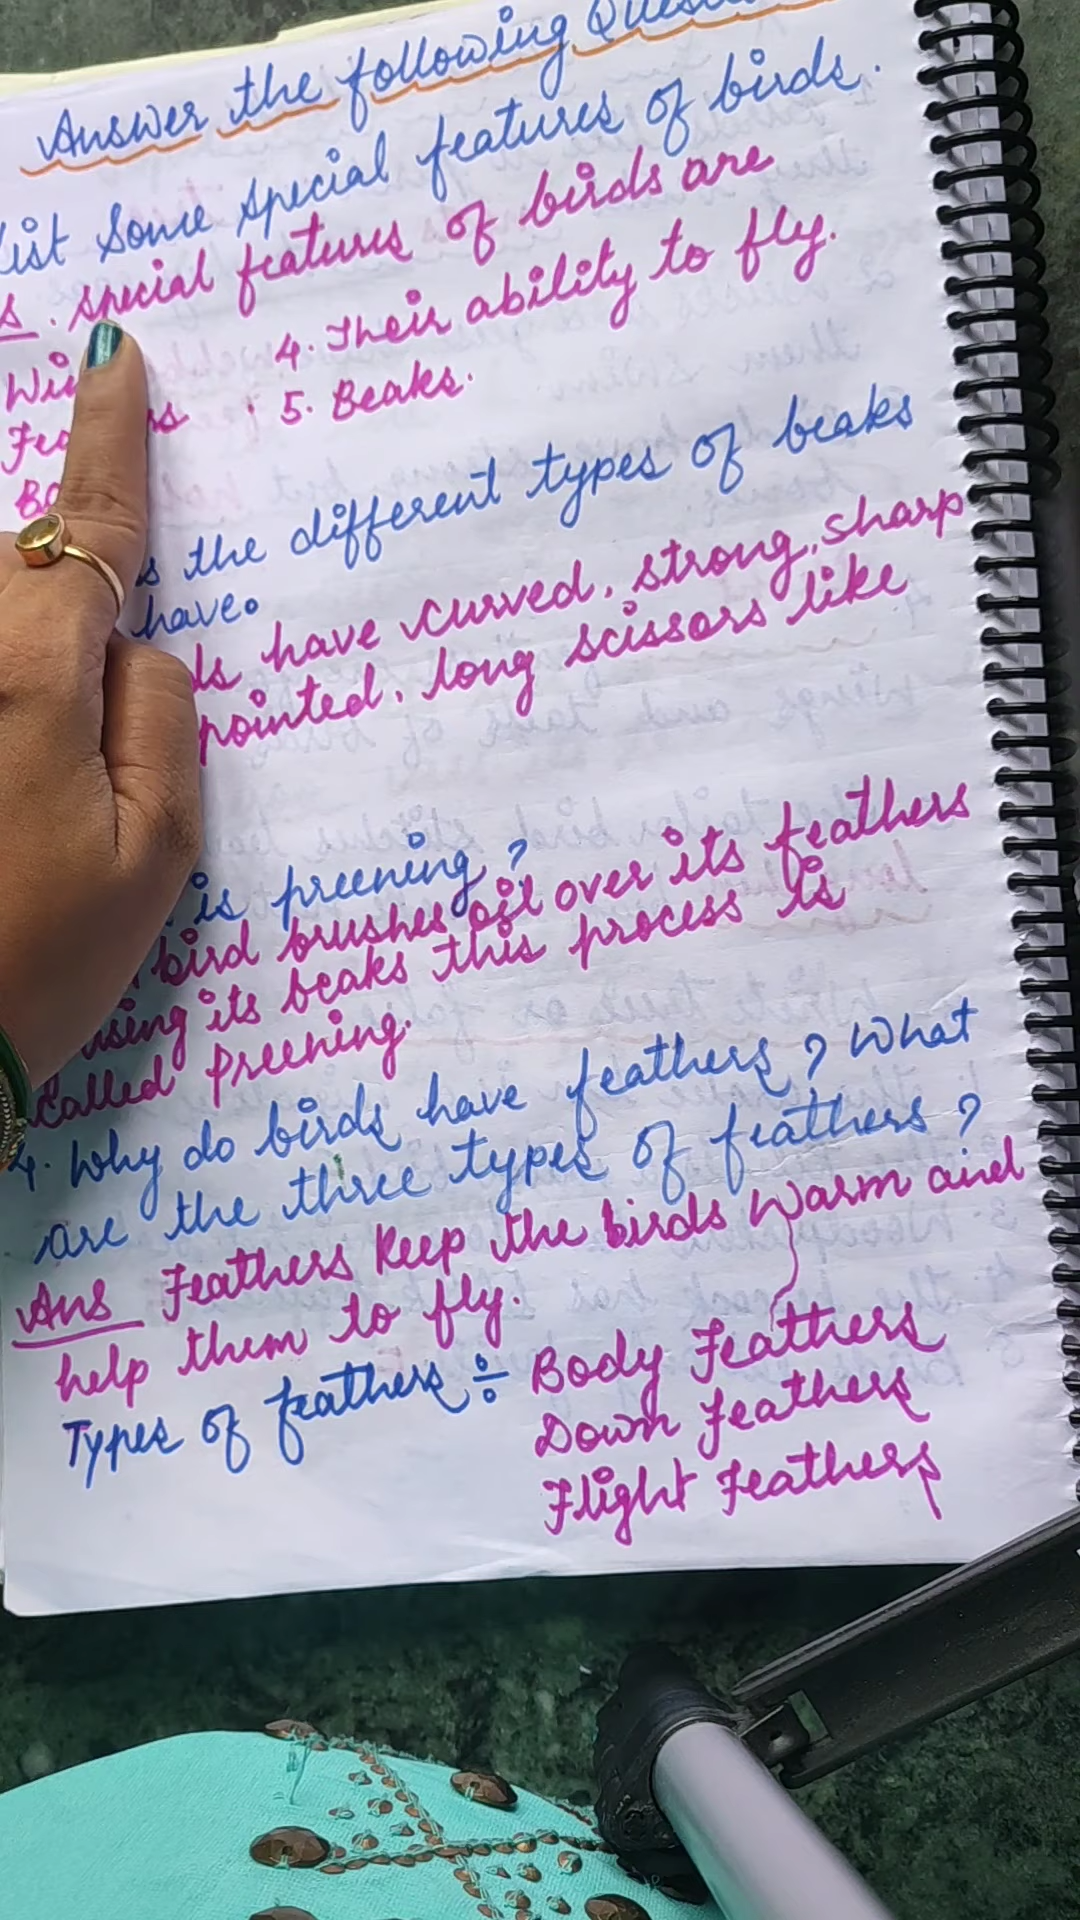 Answer the following
list Some Special features of birds.
special features of birds are
4. Their ability to fly.
5. Beaks.
the different types of beaks
have.
have curved, strong, sharp
pointed, long scissors like
is preening?
bird brushes oil over its feathers
using its beaks this process is
called Preening.
4. Why do birds have feathers? What
are the three types of feathers?
Ans Feathers Keep the birds warm and
help them to fly.
Types of feathers ÷ Body Feathers
Down Feathers
Flight Feathers